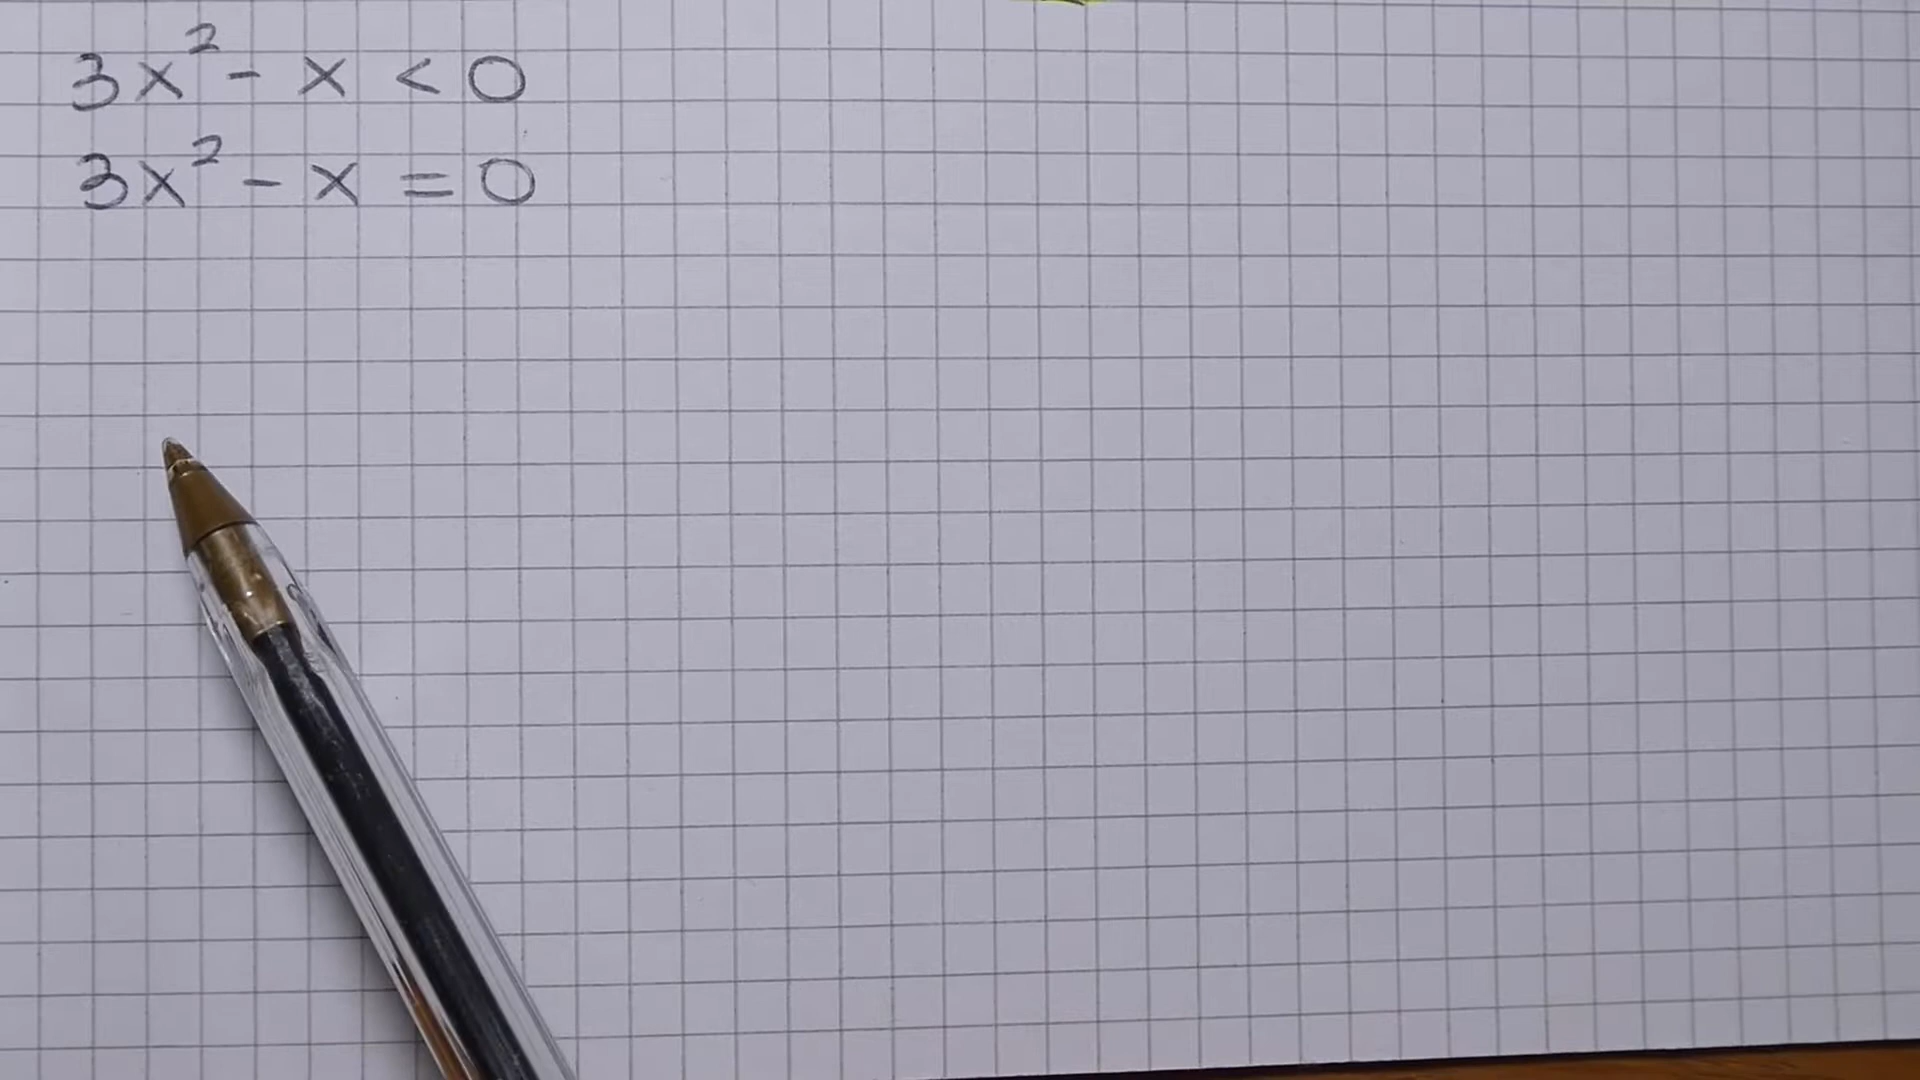 3x² - x < 0
3x² - x = 0